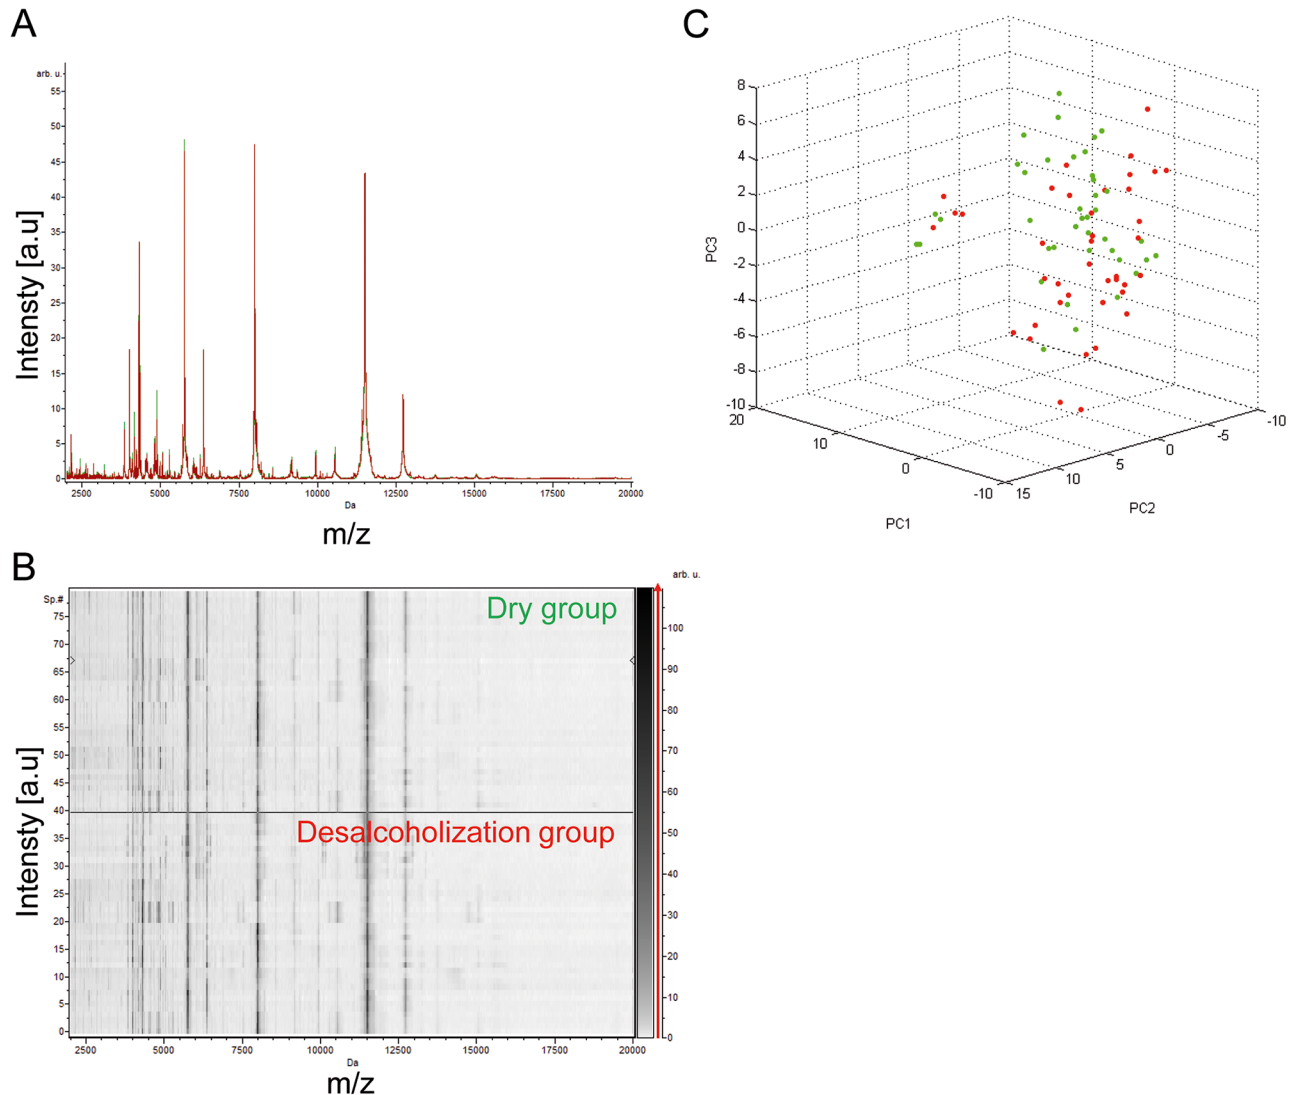 A
arb. u.
55
50
45
40
35
30
25
20
15
10
5
0
Intensty [a.u]
2500 5000 7500 10000 12500 15000 17500 20000
Da
m/z
C
8
6
4
2
0
-2
-4
-6
-8
-10
PC3
20 10 0 -10
PC1
15 10 5 0 -5 -10
PC2
B
Sp.#
75
70
65
60
55
50
45
40
35
30
25
20
15
10
5
0
Intensty [a.u]
Dry group
Desalcoholization group
arb. u.
100
90
80
70
60
50
40
30
20
10
0
2500 5000 7500 10000 12500 15000 17500 20000
Da
m/z